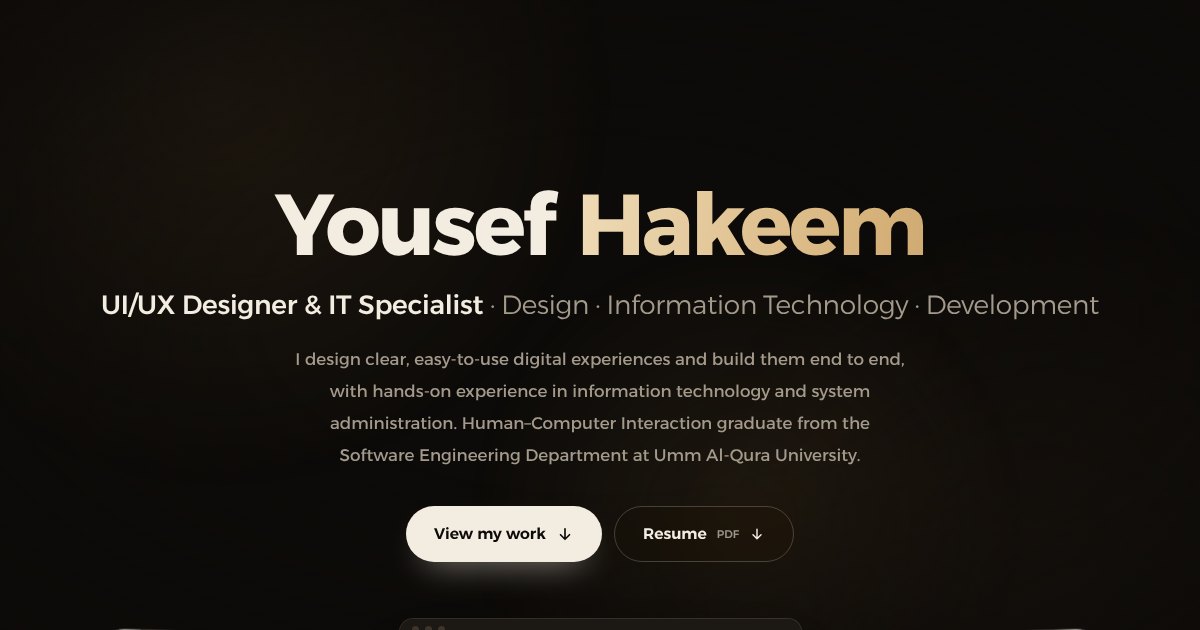 Yousef Hakeem
UI/UX Designer & IT Specialist · Design · Information Technology · Development
I design clear, easy-to-use digital experiences and build them end to end,
with hands-on experience in information technology and system
administration. Human–Computer Interaction graduate from the
Software Engineering Department at Umm Al-Qura University.
View my work ↓
Resume PDF ↓